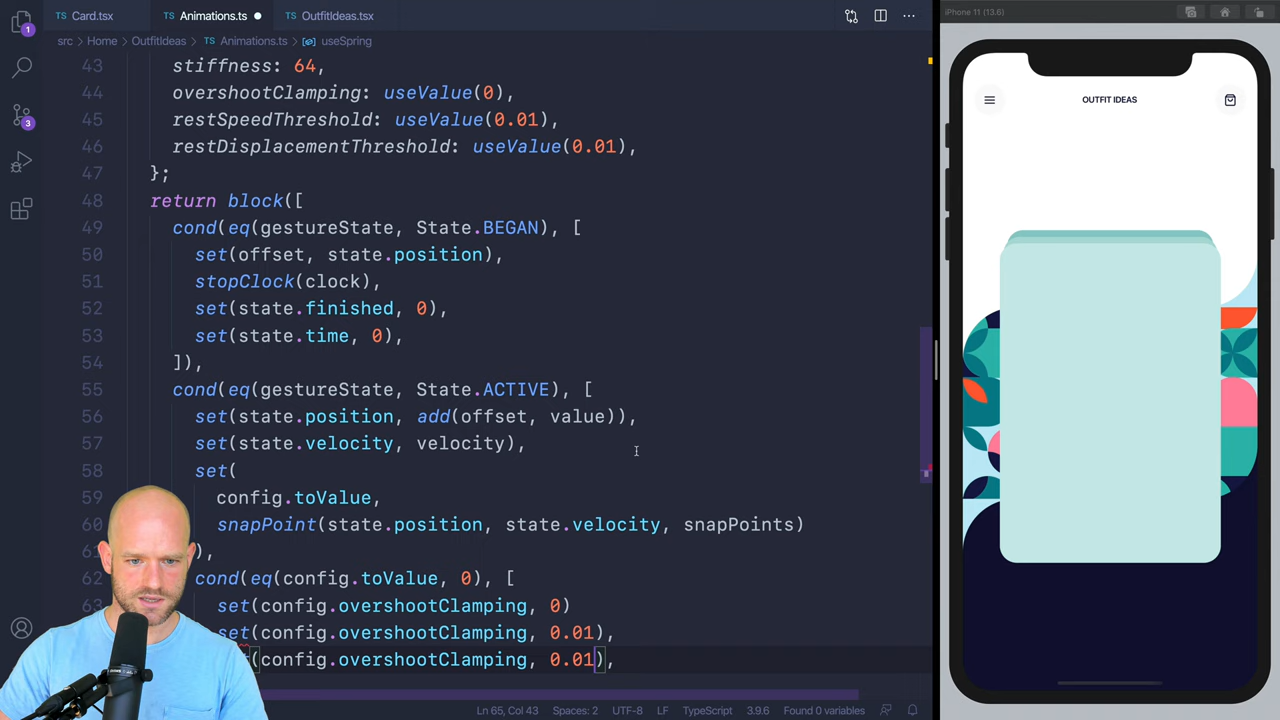 Card.tsx
Animations.ts
OutfitIdeas.tsx
iPhone 11 (13.6)
src › Home › OutfitIdeas › Animations.ts › useSpring
43 stiffness: 64,
44 overshootClamping: useValue(0),
45 restSpeedThreshold: useValue(0.01),
46 restDisplacementThreshold: useValue(0.01),
47 };
48 return block([
49 cond(eq(gestureState, State.BEGAN), [
50 set(offset, state.position),
51 stopClock(clock),
52 set(state.finished, 0),
53 set(state.time, 0),
54 ]),
55 cond(eq(gestureState, State.ACTIVE), [
56 set(state.position, add(offset, value)),
57 set(state.velocity, velocity),
58 set(
59 config.toValue,
60 snapPoint(state.position, state.velocity, snapPoints)
61 ),
62 cond(eq(config.toValue, 0), [
63 set(config.overshootClamping, 0)
set(config.overshootClamping, 0.01),
(config.overshootClamping, 0.01),
1
3
OUTFIT IDEAS
Ln 65, Col 43 Spaces: 2 UTF-8 LF TypeScript 3.9.6 Found 0 variables